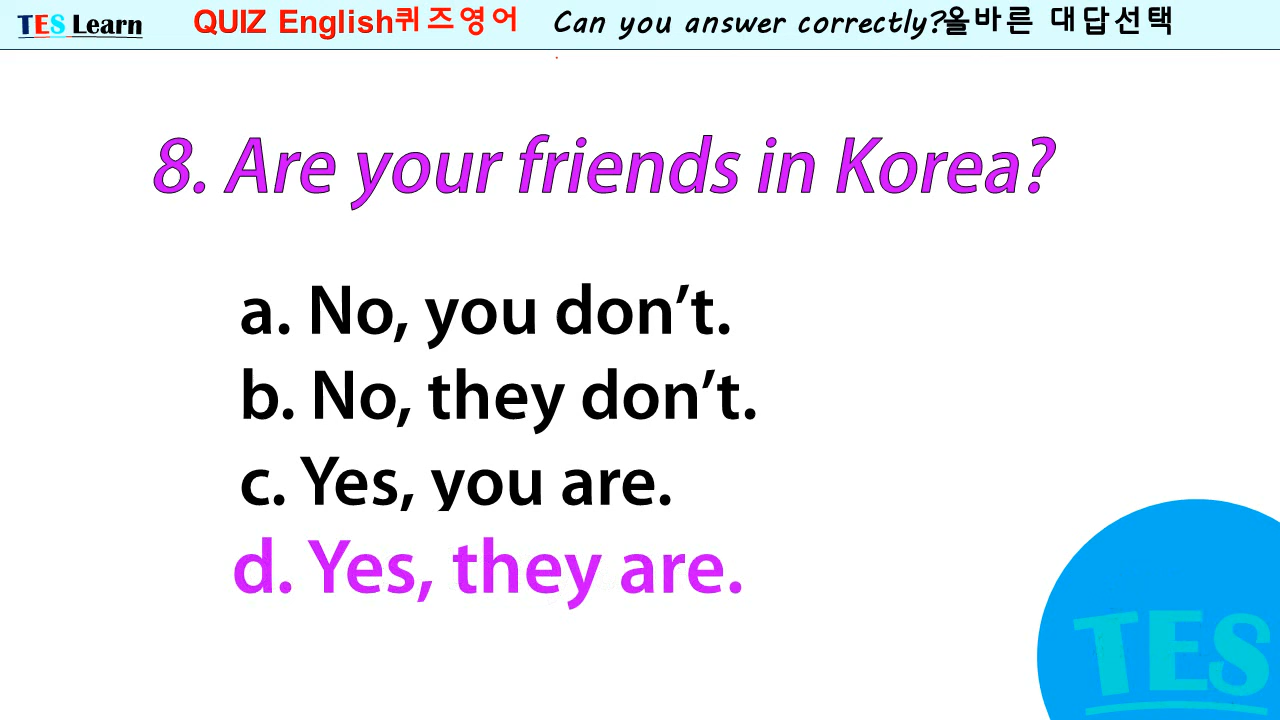 TES Learn QUIZ English퀴즈영어 Can you answer correctly?올바른 대답선택
8. Are your friends in Korea?
a. No, you don’t.
b. No, they don’t.
c. Yes, you are.
d. Yes, they are.
TES